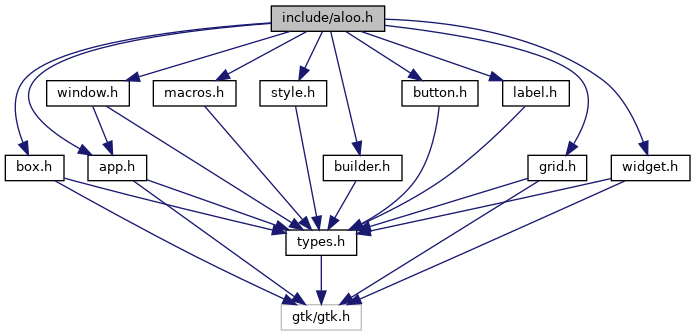 include/aloo.h
window.h
macros.h
style.h
button.h
label.h
box.h
app.h
builder.h
grid.h
widget.h
types.h
gtk/gtk.h